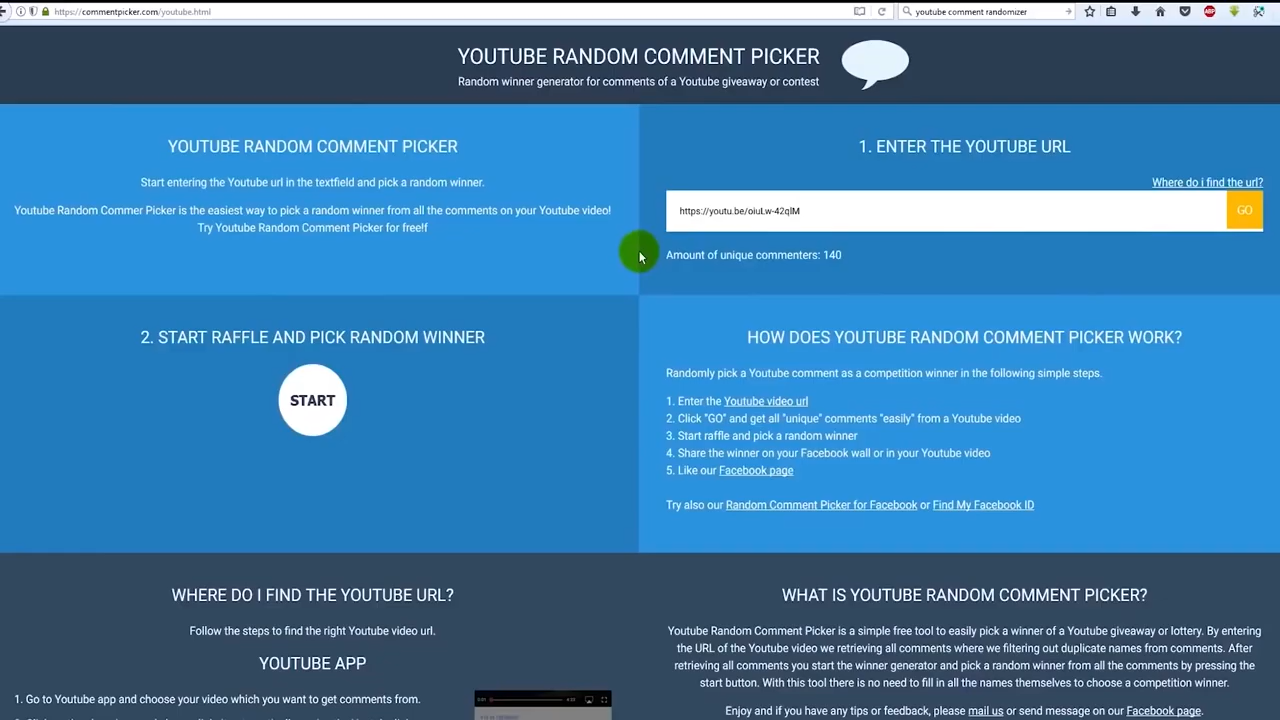 https://commentpicker.com/youtube.html
youtube comment randomizer
YOUTUBE RANDOM COMMENT PICKER
Random winner generator for comments of a Youtube giveaway or contest
YOUTUBE RANDOM COMMENT PICKER
Start entering the Youtube url in the textfield and pick a random winner.
Youtube Random Commer Picker is the easiest way to pick a random winner from all the comments on your Youtube video!
Try Youtube Random Comment Picker for free!f
1. ENTER THE YOUTUBE URL
Where do i find the url?
https://youtu.be/oiuLw-42qlM
GO
Amount of unique commenters: 140
2. START RAFFLE AND PICK RANDOM WINNER
START
HOW DOES YOUTUBE RANDOM COMMENT PICKER WORK?
Randomly pick a Youtube comment as a competition winner in the following simple steps.
1. Enter the Youtube video url
2. Click "GO" and get all "unique" comments "easily" from a Youtube video
3. Start raffle and pick a random winner
4. Share the winner on your Facebook wall or in your Youtube video
5. Like our Facebook page
Try also our Random Comment Picker for Facebook or Find My Facebook ID
WHERE DO I FIND THE YOUTUBE URL?
Follow the steps to find the right Youtube video url.
YOUTUBE APP
1. Go to Youtube app and choose your video which you want to get comments from.
WHAT IS YOUTUBE RANDOM COMMENT PICKER?
Youtube Random Comment Picker is a simple free tool to easily pick a winner of a Youtube giveaway or lottery. By entering
the URL of the Youtube video we retrieving all comments where we filtering out duplicate names from comments. After
retrieving all comments you start the winner generator and pick a random winner from all the comments by pressing the
start button. With this tool there is no need to fill in all the names themselves to choose a competition winner.
Enjoy and if you have any tips or feedback, please mail us or send message on our Facebook page.